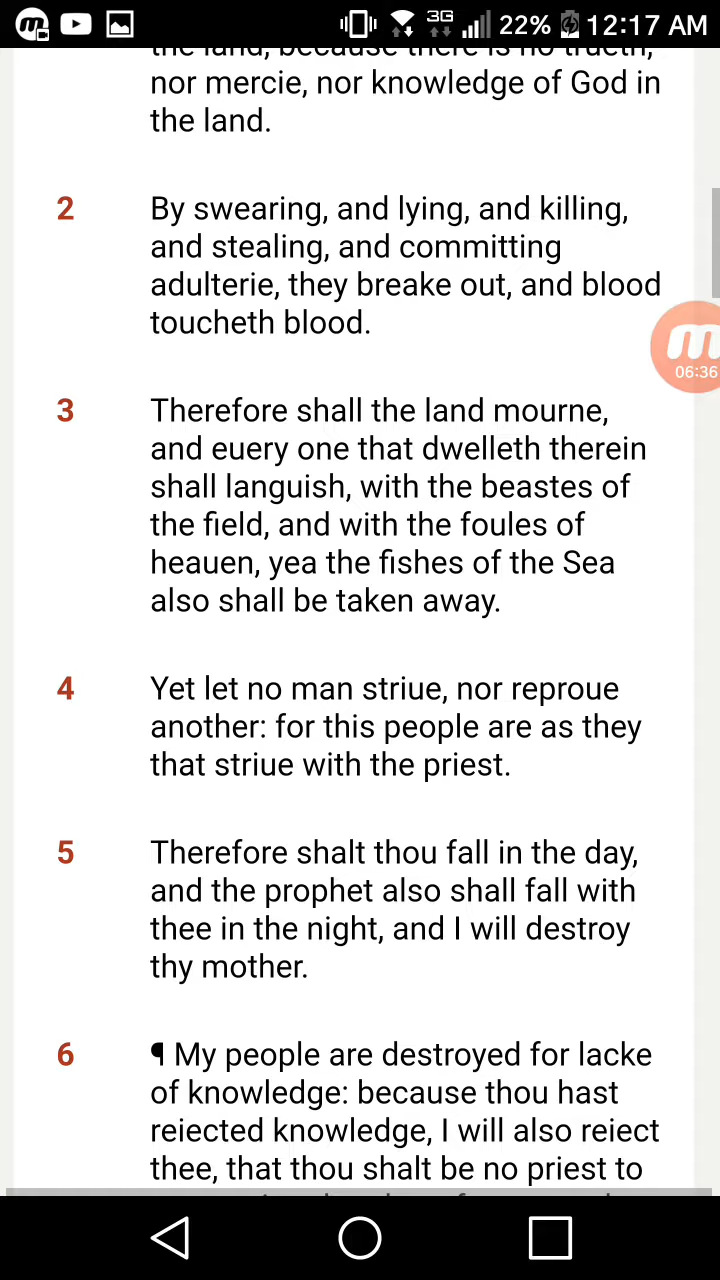 3G 22% 12:17 AM
the land, because there is no trueth,
nor mercie, nor knowledge of God in
the land.
2 By swearing, and lying, and killing,
and stealing, and committing
adulterie, they breake out, and blood
toucheth blood.
m
06:36
3 Therefore shall the land mourne,
and euery one that dwelleth therein
shall languish, with the beastes of
the field, and with the foules of
heauen, yea the fishes of the Sea
also shall be taken away.
4 Yet let no man striue, nor reproue
another: for this people are as they
that striue with the priest.
5 Therefore shalt thou fall in the day,
and the prophet also shall fall with
thee in the night, and I will destroy
thy mother.
6 ¶ My people are destroyed for lacke
of knowledge: because thou hast
reiected knowledge, I will also reiect
thee, that thou shalt be no priest to